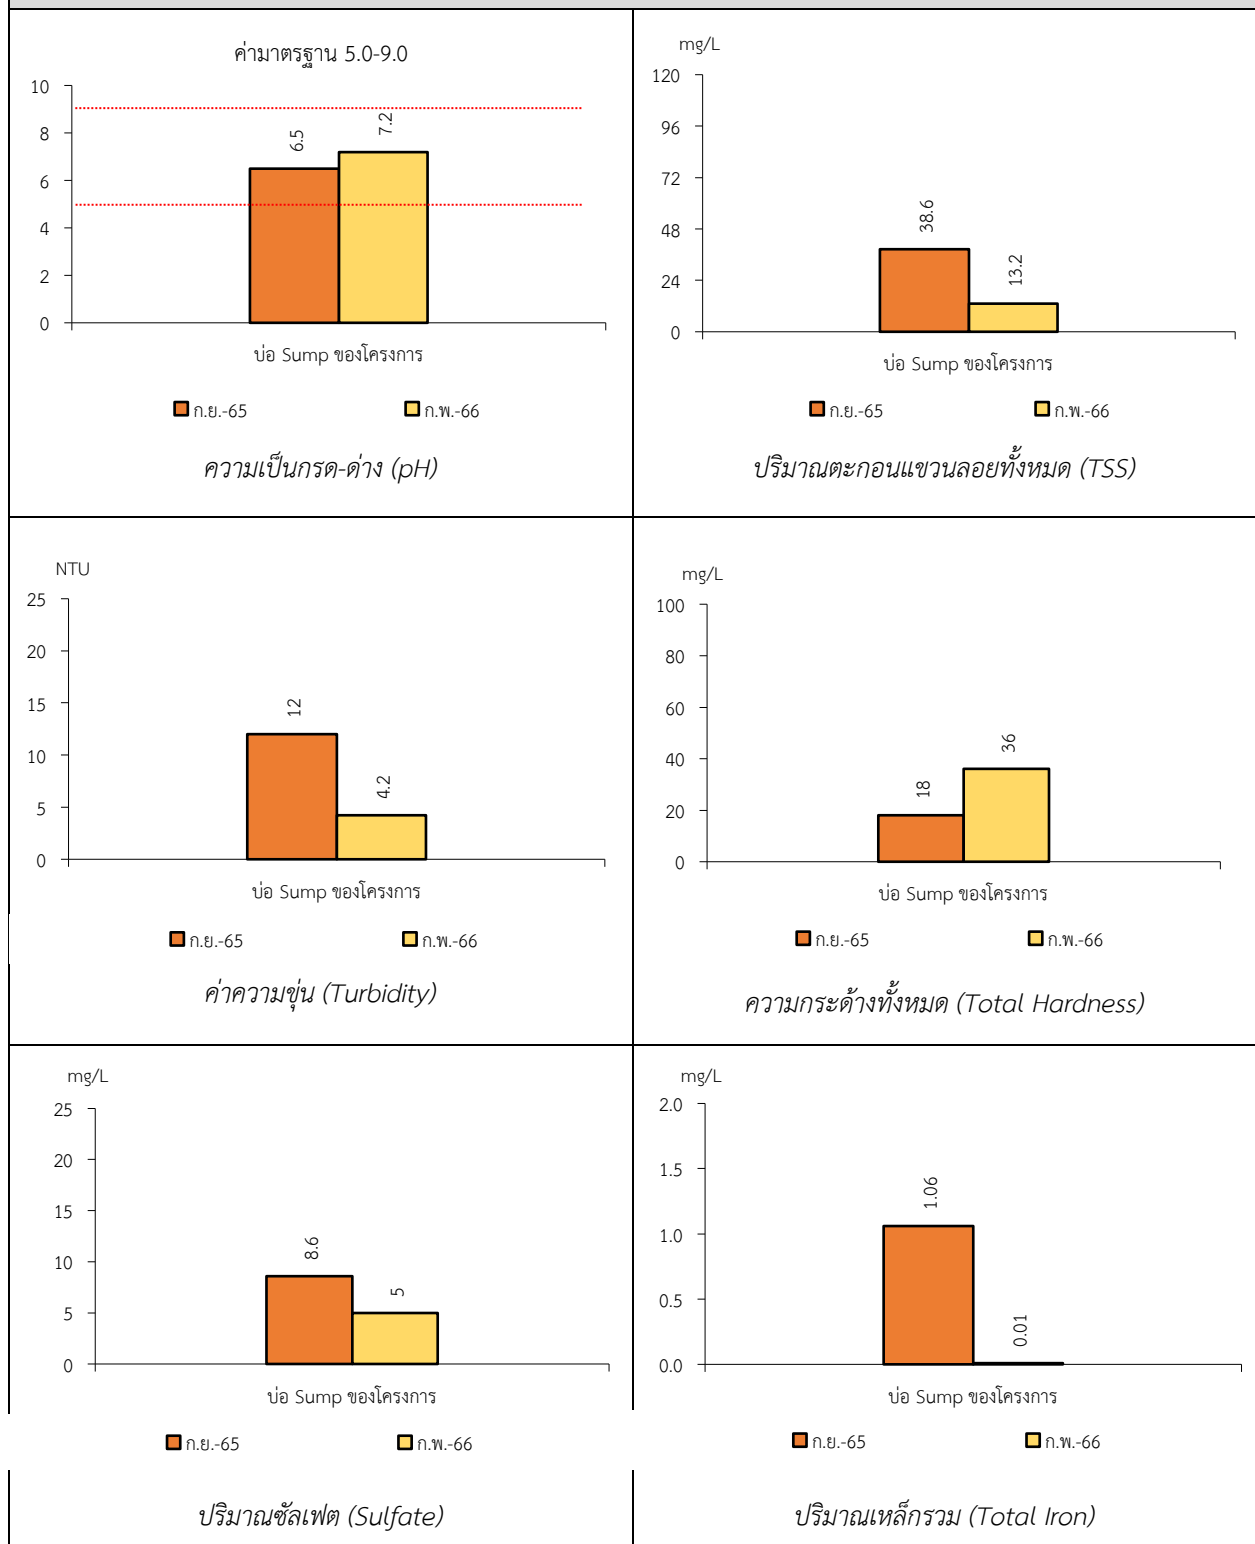 ค่ามาตรฐาน 5.0-9.0
10
8
6
4
2
0
6.5
7.2
บ่อ Sump ของโครงการ
ก.ย.-65 ก.พ.-66
ความเป็นกรด-ด่าง (pH)
mg/L
120
96
72
48
24
0
38.6
13.2
บ่อ Sump ของโครงการ
ก.ย.-65 ก.พ.-66
ปริมาณตะกอนแขวนลอยทั้งหมด (TSS)
NTU
25
20
15
10
5
0
12
4.2
บ่อ Sump ของโครงการ
ก.ย.-65 ก.พ.-66
ค่าความขุ่น (Turbidity)
mg/L
100
80
60
40
20
0
18
36
บ่อ Sump ของโครงการ
ก.ย.-65 ก.พ.-66
ความกระด้างทั้งหมด (Total Hardness)
mg/L
25
20
15
10
5
0
8.6
5
บ่อ Sump ของโครงการ
ก.ย.-65 ก.พ.-66
ปริมาณซัลเฟต (Sulfate)
mg/L
2.0
1.5
1.0
0.5
0.0
1.06
0.01
บ่อ Sump ของโครงการ
ก.ย.-65 ก.พ.-66
ปริมาณเหล็กรวม (Total Iron)